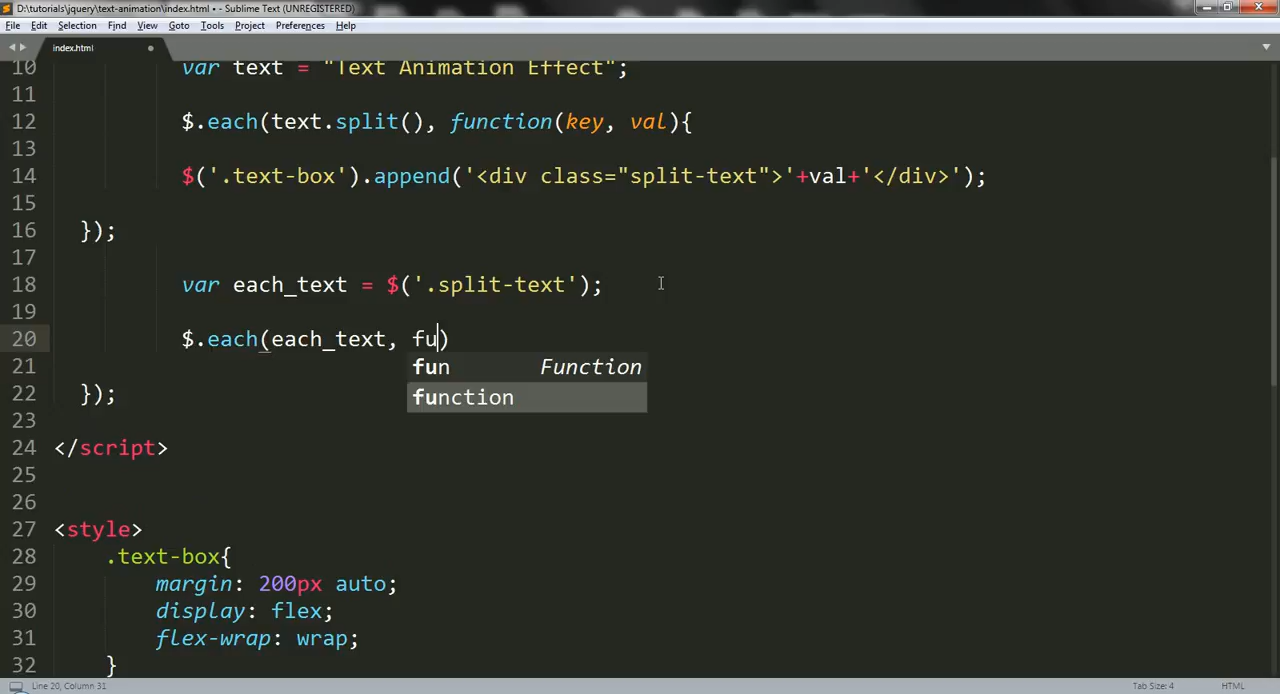 D:\tutorials\jquery\text-animation\index.html • - Sublime Text (UNREGISTERED)
File Edit Selection Find View Goto Tools Project Preferences Help
index.html
10 var text = "Text Animation Effect";
11
12 $.each(text.split(), function(key, val){
13
14 $('.text-box').append('<div class="split-text">'+val+'</div>');
15
16 });
17
18 var each_text = $('.split-text');
19
20 $.each(each_text, fu)
fun Function
21
function
22 });
23
24 </script>
25
26
27 <style>
28 .text-box{
29 margin: 200px auto;
30 display: flex;
31 flex-wrap: wrap;
32 }
Line 20, Column 31 Tab Size: 4 HTML